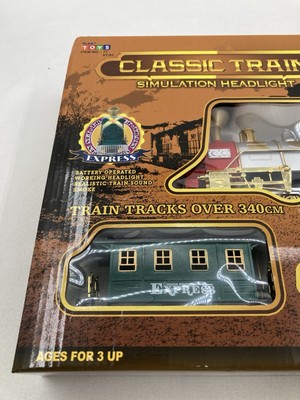 TOYS
CLASSIC TRAIN
SIMULATION HEADLIGHT
EXPRESS
BATTERY OPERATED
WORKING HEADLIGHT
REALISTIC TRAIN SOUND
SMOKE
TRAIN TRACKS OVER 340CM
EXPRESS
AGES FOR 3 UP